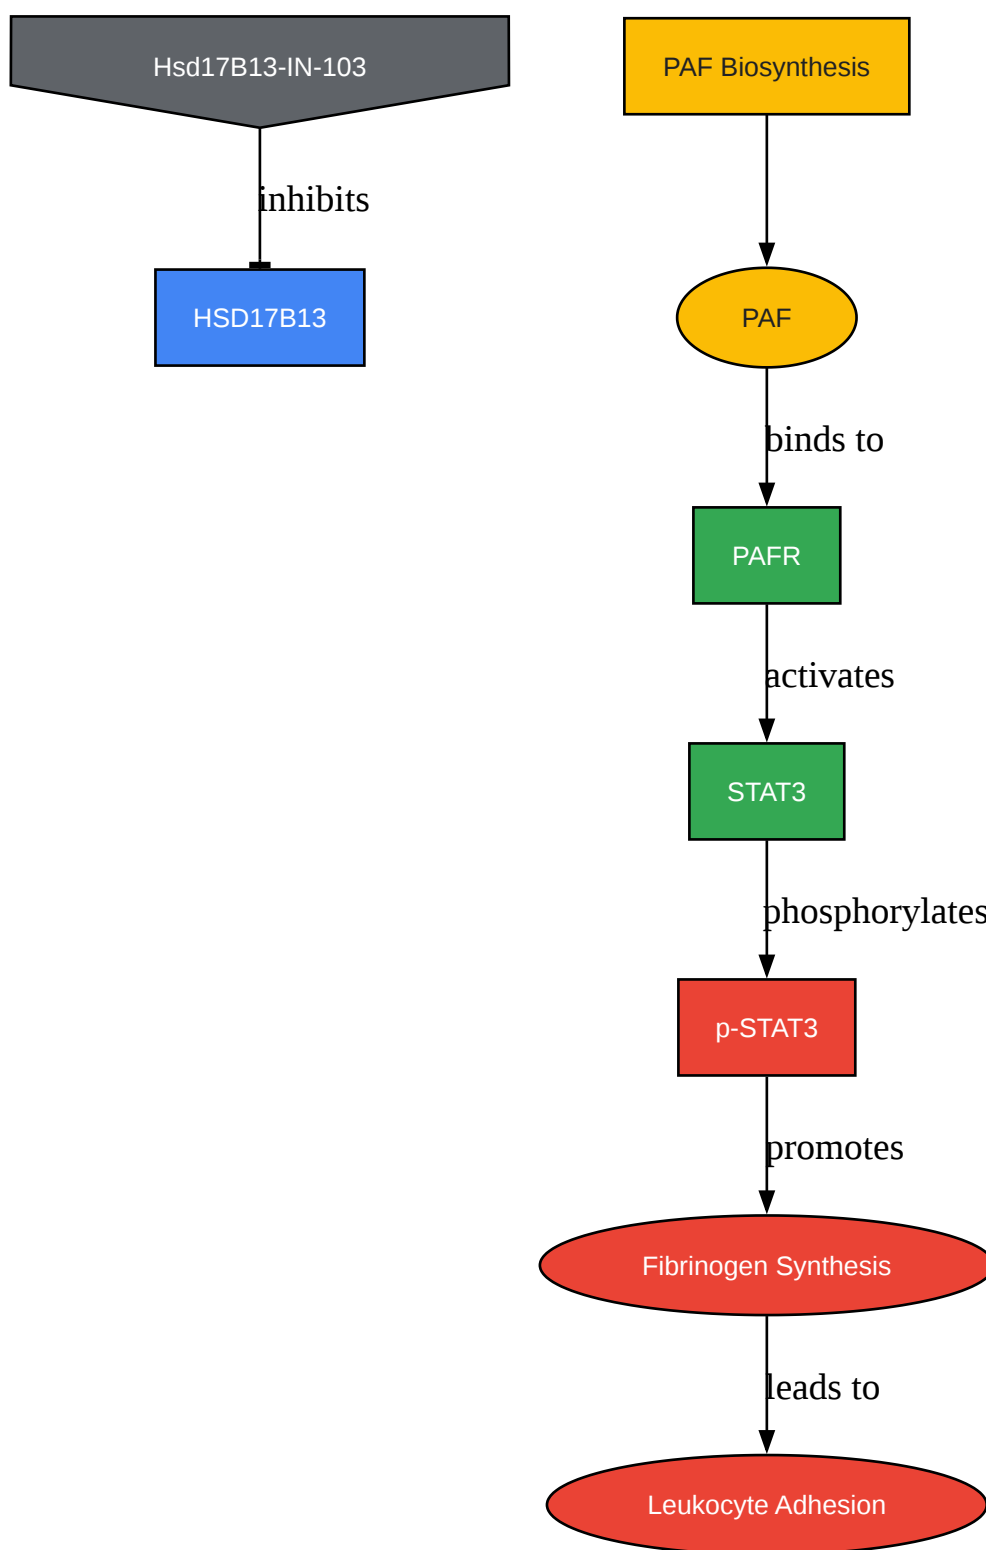 Hsd17B13-IN-103
inhibits
HSD17B13
PAF Biosynthesis
PAF
binds to
PAFR
activates
STAT3
phosphorylates
p-STAT3
promotes
Fibrinogen Synthesis
leads to
Leukocyte Adhesion